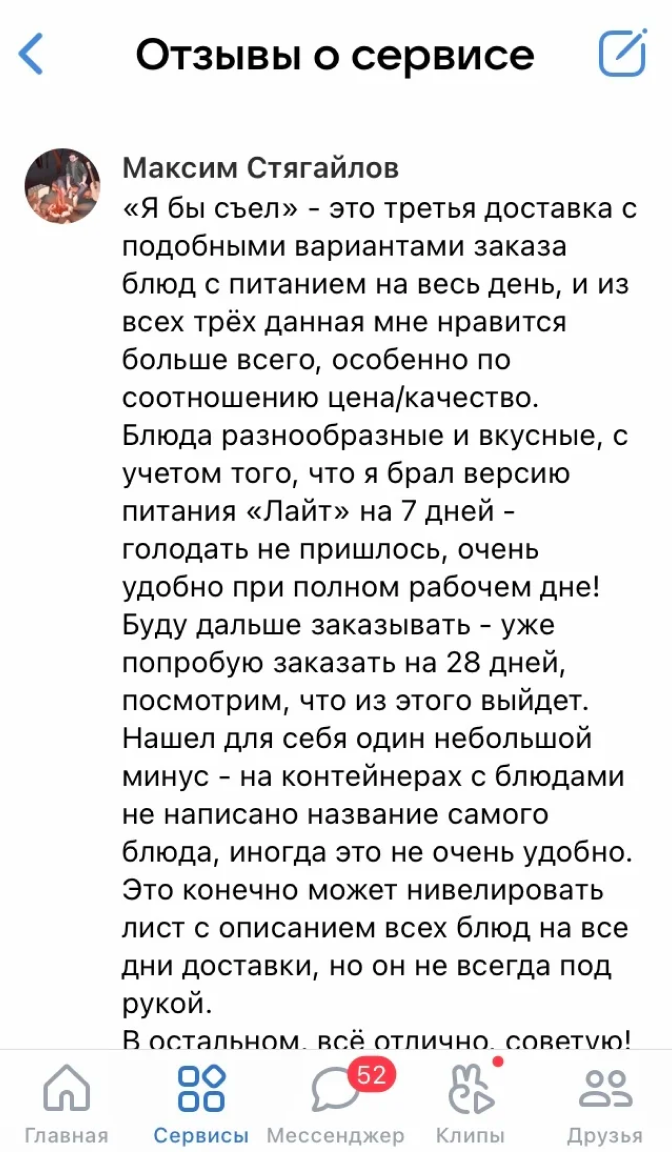 Отзывы о сервисе
Максим Стягайлов
«Я бы съел» - это третья доставка с
подобными вариантами заказа
блюд с питанием на весь день, и из
всех трёх данная мне нравится
больше всего, особенно по
соотношению цена/качество.
Блюда разнообразные и вкусные, с
учетом того, что я брал версию
питания «Лайт» на 7 дней -
голодать не пришлось, очень
удобно при полном рабочем дне!
Буду дальше заказывать - уже
попробую заказать на 28 дней,
посмотрим, что из этого выйдет.
Нашел для себя один небольшой
минус - на контейнерах с блюдами
не написано название самого
блюда, иногда это не очень удобно.
Это конечно может нивелировать
лист с описанием всех блюд на все
дни доставки, но он не всегда под
рукой.
В остальном, всё отлично, советую!
52
Главная Сервисы Мессенджер Клипы Друзья